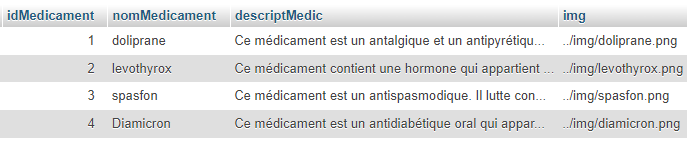 idMedicament nomMedicament descriptMedic img
1 doliprane Ce médicament est un antalgique et un antipyrétiqu... ../img/doliprane.png
2 levothyrox Ce médicament contient une hormone qui appartient ... ../img/levothyrox.png
3 spasfon Ce médicament est un antispasmodique. Il lutte con... ../img/spasfon.png
4 Diamicron Ce médicament est un antidiabétique oral qui appar... ../img/diamicron.png